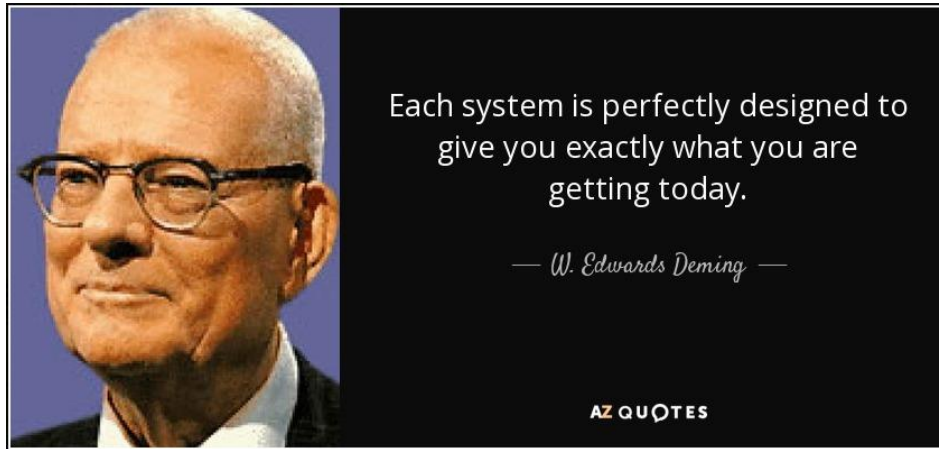 Each system is perfectly designed to
give you exactly what you are
getting today.
— W. Edwards Deming —
AZ QUOTES